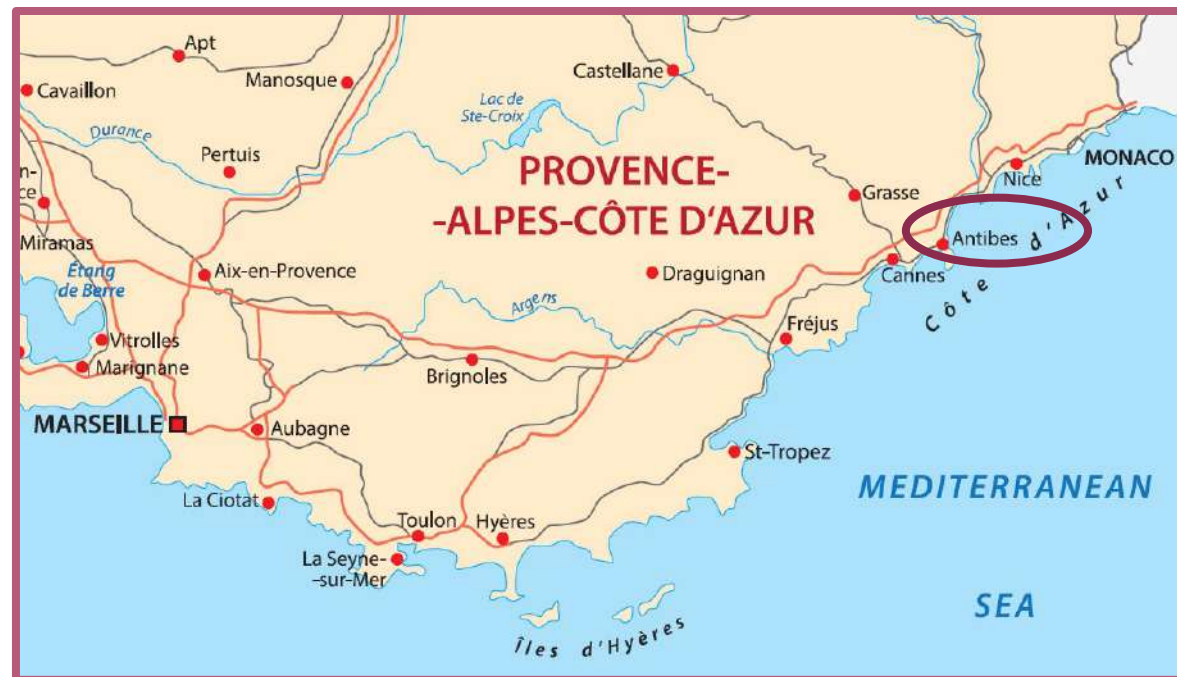 Apt
Manosque
Castellane
Cavaillon
Lac de
Ste-Croix
Durance
Pertuis
PROVENCE-
-ALPES-CÔTE D'AZUR
MONACO
Nice
Grasse
n-
ce
Miramas
Étang
de Berre
Aix-en-Provence
Draguignan
Antibes
Cannes
Côte d'Azur
Argens
Fréjus
Vitrolles
Marignane
Brignoles
MARSEILLE
Aubagne
St-Tropez
MEDITERRANEAN
SEA
La Ciotat
Toulon
Hyères
La Seyne-
-sur-Mer
Îles d'Hyères